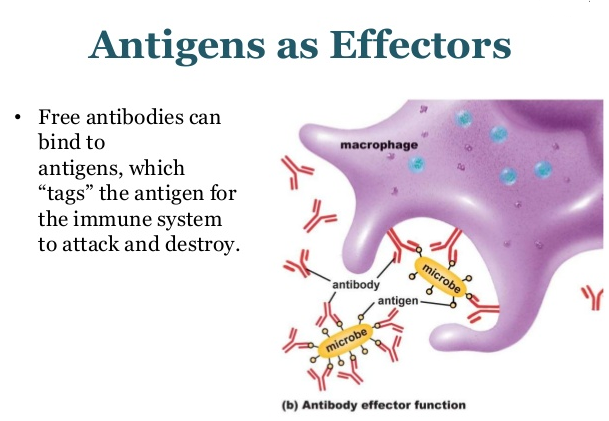 Antigens as Effectors
• Free antibodies can
bind to
antigens, which
“tags” the antigen for
the immune system
to attack and destroy.
macrophage
antibody
microbe
antigen
microbe
(b) Antibody effector function